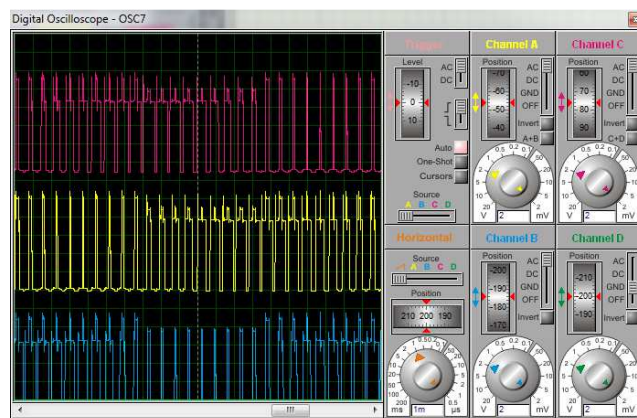 Digital Oscilloscope - OSC7
Trigger
Level
AC
DC
-10
0
10
Auto
One-Shot
Cursors
Source
A B C D
Channel A
Position
AC
DC
GND
OFF
-70
-50
-40
Invert
A+B
V
2
mV
Channel C
Position
AC
DC
GND
OFF
60
70
80
90
Invert
C+D
V
2
mV
Horizontal
Source
A B C D
Position
210 200 190
ms
1m
µs
Channel B
Position
AC
DC
GND
OFF
-200
-190
-180
-170
Invert
V
2
mV
Channel D
Position
AC
DC
GND
OFF
-210
-200
-190
Invert
V
2
mV